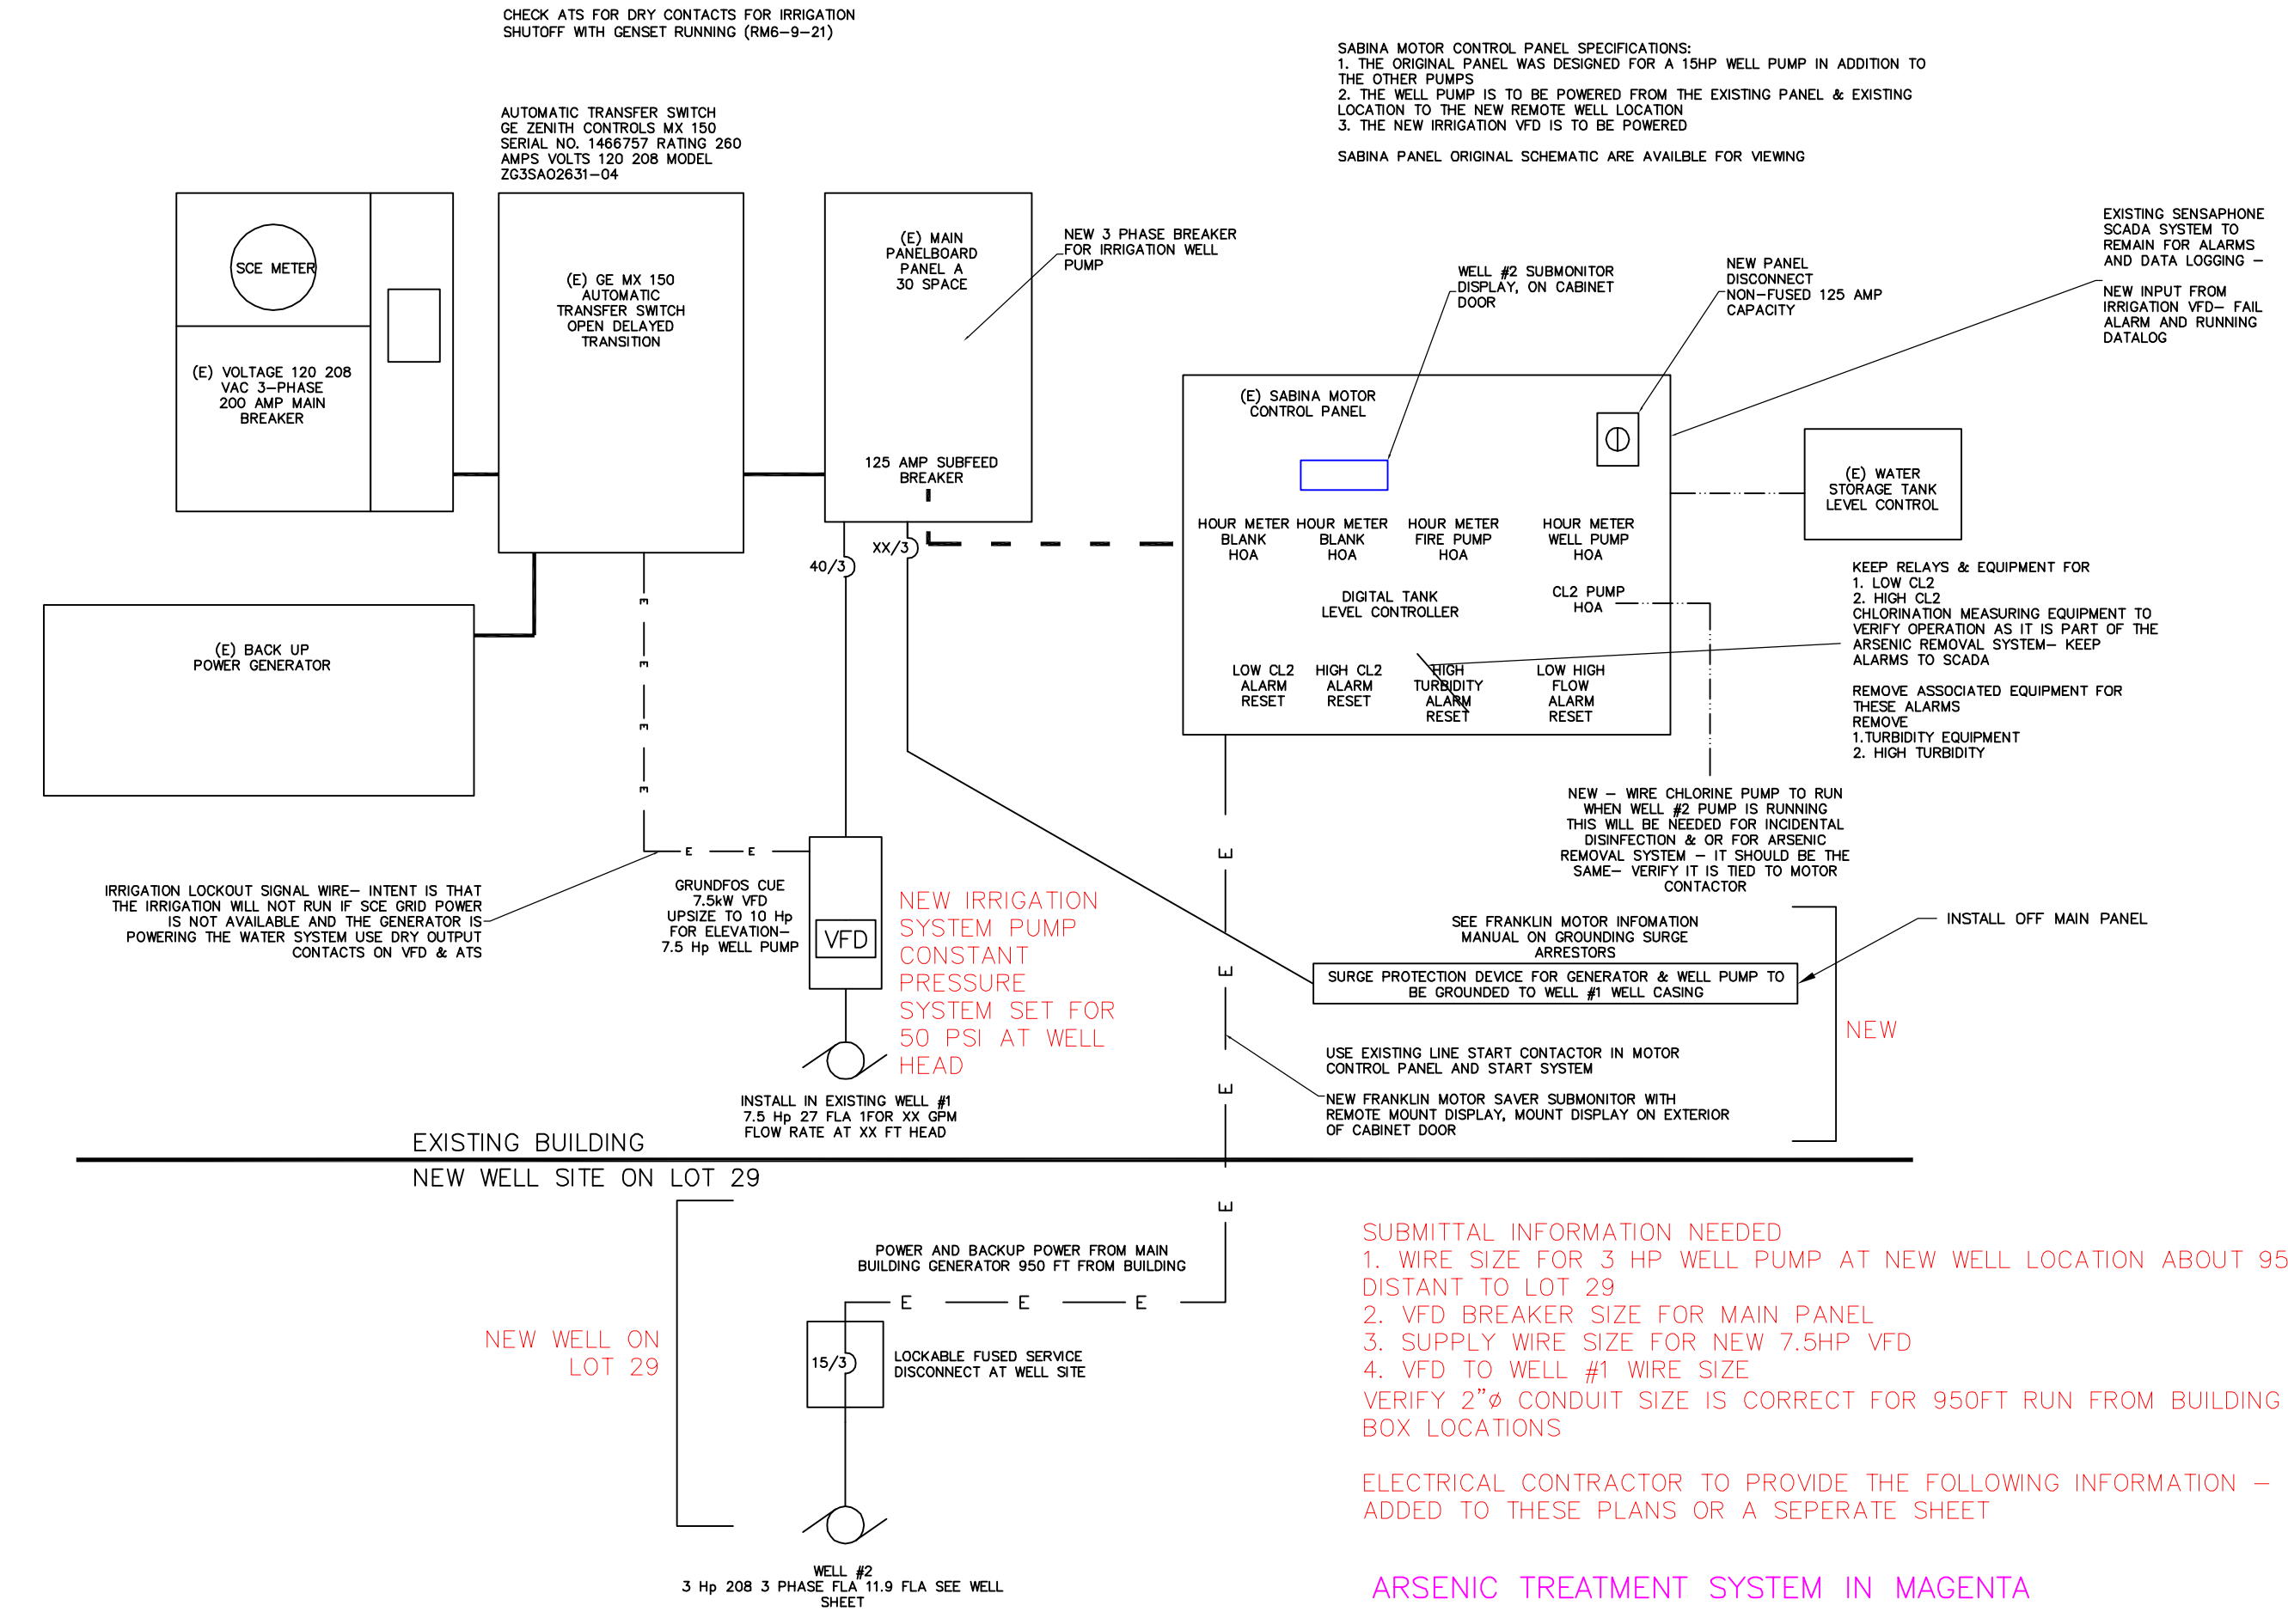 CHECK ATS FOR DRY CONTACTS FOR IRRIGATION
SHUTOFF WITH GENSET RUNNING (RM6-9-21)
SABINA MOTOR CONTROL PANEL SPECIFICATIONS:
1. THE ORIGINAL PANEL WAS DESIGNED FOR A 15HP WELL PUMP IN ADDITION TO
THE OTHER PUMPS
2. THE WELL PUMP IS TO BE POWERED FROM THE EXISTING PANEL & EXISTING
LOCATION TO THE NEW REMOTE WELL LOCATION
3. THE NEW IRRIGATION VFD IS TO BE POWERED
SABINA PANEL ORIGINAL SCHEMATIC ARE AVAILBLE FOR VIEWING
AUTOMATIC TRANSFER SWITCH
GE ZENITH CONTROLS MX 150
SERIAL NO. 1466757 RATING 260
AMPS VOLTS 120 208 MODEL
ZG3SAO2631-04
SCE METER
(E) VOLTAGE 120 208
VAC 3-PHASE
200 AMP MAIN
BREAKER
(E) GE MX 150
AUTOMATIC
TRANSFER SWITCH
OPEN DELAYED
TRANSITION
(E) MAIN
PANELBOARD
PANEL A
30 SPACE
125 AMP SUBFEED
BREAKER
NEW 3 PHASE BREAKER
FOR IRRIGATION WELL
PUMP
WELL #2 SUBMONITOR
DISPLAY, ON CABINET
DOOR
NEW PANEL
DISCONNECT
NON-FUSED 125 AMP
CAPACITY
EXISTING SENSAPHONE
SCADA SYSTEM TO
REMAIN FOR ALARMS
AND DATA LOGGING -
NEW INPUT FROM
IRRIGATION VFD- FAIL
ALARM AND RUNNING
DATALOG
(E) SABINA MOTOR
CONTROL PANEL
HOUR METER
BLANK
HOA
HOUR METER
BLANK
HOA
HOUR METER
FIRE PUMP
HOA
HOUR METER
WELL PUMP
HOA
DIGITAL TANK
LEVEL CONTROLLER
CL2 PUMP
HOA
LOW CL2
ALARM
RESET
HIGH CL2
ALARM
RESET
HIGH
TURBIDITY
ALARM
RESET
LOW HIGH
FLOW
ALARM
RESET
(E) WATER
STORAGE TANK
LEVEL CONTROL
KEEP RELAYS & EQUIPMENT FOR
1. LOW CL2
2. HIGH CL2
CHLORINATION MEASURING EQUIPMENT TO
VERIFY OPERATION AS IT IS PART OF THE
ARSENIC REMOVAL SYSTEM- KEEP
ALARMS TO SCADA
REMOVE ASSOCIATED EQUIPMENT FOR
THESE ALARMS
REMOVE
1.TURBIDITY EQUIPMENT
2. HIGH TURBIDITY
(E) BACK UP
POWER GENERATOR
40/3
XX/3
E
E
E
E
E
E
NEW - WIRE CHLORINE PUMP TO RUN
WHEN WELL #2 PUMP IS RUNNING
THIS WILL BE NEEDED FOR INCIDENTAL
DISINFECTION & OR FOR ARSENIC
REMOVAL SYSTEM - IT SHOULD BE THE
SAME- VERIFY IT IS TIED TO MOTOR
CONTACTOR
IRRIGATION LOCKOUT SIGNAL WIRE- INTENT IS THAT
THE IRRIGATION WILL NOT RUN IF SCE GRID POWER
IS NOT AVAILABLE AND THE GENERATOR IS
POWERING THE WATER SYSTEM USE DRY OUTPUT
CONTACTS ON VFD & ATS
GRUNDFOS CUE
7.5kW VFD
UPSIZE TO 10 Hp
FOR ELEVATION-
7.5 Hp WELL PUMP
VFD
NEW IRRIGATION
SYSTEM PUMP
CONSTANT
PRESSURE
SYSTEM SET FOR
50 PSI AT WELL
HEAD
SEE FRANKLIN MOTOR INFOMATION
MANUAL ON GROUNDING SURGE
ARRESTORS
SURGE PROTECTION DEVICE FOR GENERATOR & WELL PUMP TO
BE GROUNDED TO WELL #1 WELL CASING
INSTALL OFF MAIN PANEL
NEW
USE EXISTING LINE START CONTACTOR IN MOTOR
CONTROL PANEL AND START SYSTEM
NEW FRANKLIN MOTOR SAVER SUBMONITOR WITH
REMOTE MOUNT DISPLAY, MOUNT DISPLAY ON EXTERIOR
OF CABINET DOOR
E
E
E
E
INSTALL IN EXISTING WELL #1
7.5 Hp 27 FLA 1FOR XX GPM
FLOW RATE AT XX FT HEAD
EXISTING BUILDING
NEW WELL SITE ON LOT 29
POWER AND BACKUP POWER FROM MAIN
BUILDING GENERATOR 950 FT FROM BUILDING
E
E
E
NEW WELL ON
LOT 29
15/3
LOCKABLE FUSED SERVICE
DISCONNECT AT WELL SITE
WELL #2
3 Hp 208 3 PHASE FLA 11.9 FLA SEE WELL
SHEET
SUBMITTAL INFORMATION NEEDED
1. WIRE SIZE FOR 3 HP WELL PUMP AT NEW WELL LOCATION ABOUT 95
DISTANT TO LOT 29
2. VFD BREAKER SIZE FOR MAIN PANEL
3. SUPPLY WIRE SIZE FOR NEW 7.5HP VFD
4. VFD TO WELL #1 WIRE SIZE
VERIFY 2"ø CONDUIT SIZE IS CORRECT FOR 950FT RUN FROM BUILDING
BOX LOCATIONS
ELECTRICAL CONTRACTOR TO PROVIDE THE FOLLOWING INFORMATION -
ADDED TO THESE PLANS OR A SEPERATE SHEET
ARSENIC TREATMENT SYSTEM IN MAGENTA